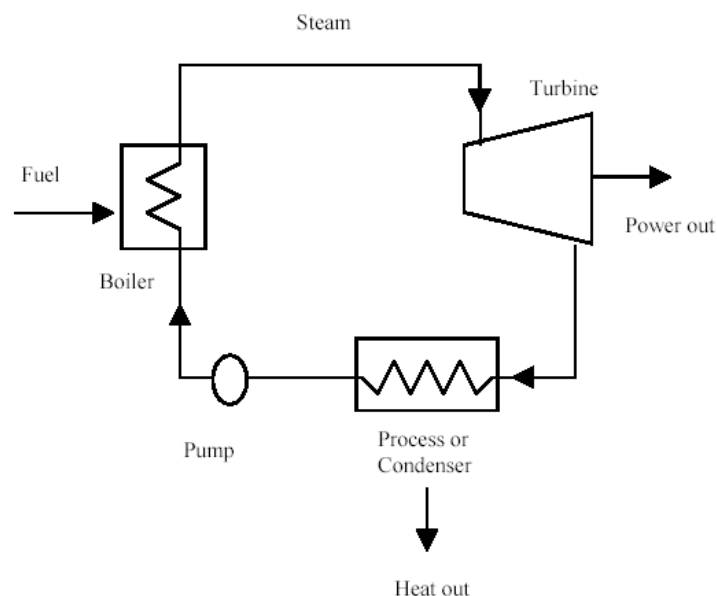 Steam
Turbine
Fuel
Power out
Boiler
Pump
Process or
Condenser
Heat out